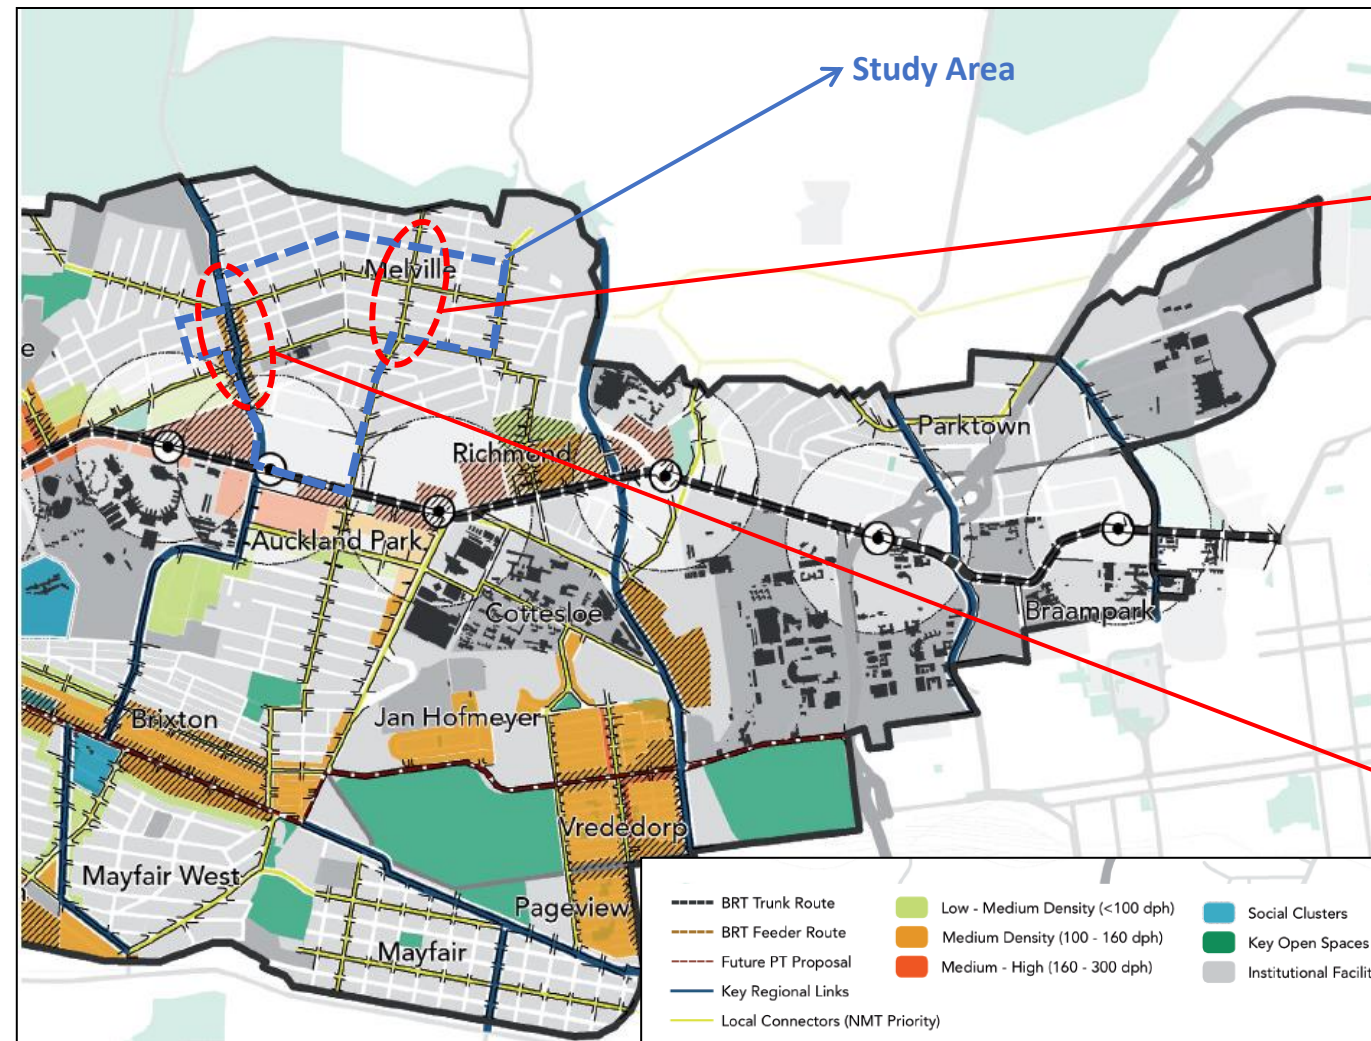 Study Area
Melville
e
Parktown
Richmond
Auckland Park
Cottesloe
Braampark
Brixton
Jan Hofmeyer
Vrededorp
Mayfair West
Pageview
Mayfair
BRT Trunk Route
BRT Feeder Route
Future PT Proposal
Key Regional Links
Local Connectors (NMT Priority)
Low - Medium Density (<100 dph)
Medium Density (100 - 160 dph)
Medium - High (160 - 300 dph)
Social Clusters
Key Open Spaces
Institutional Facilit